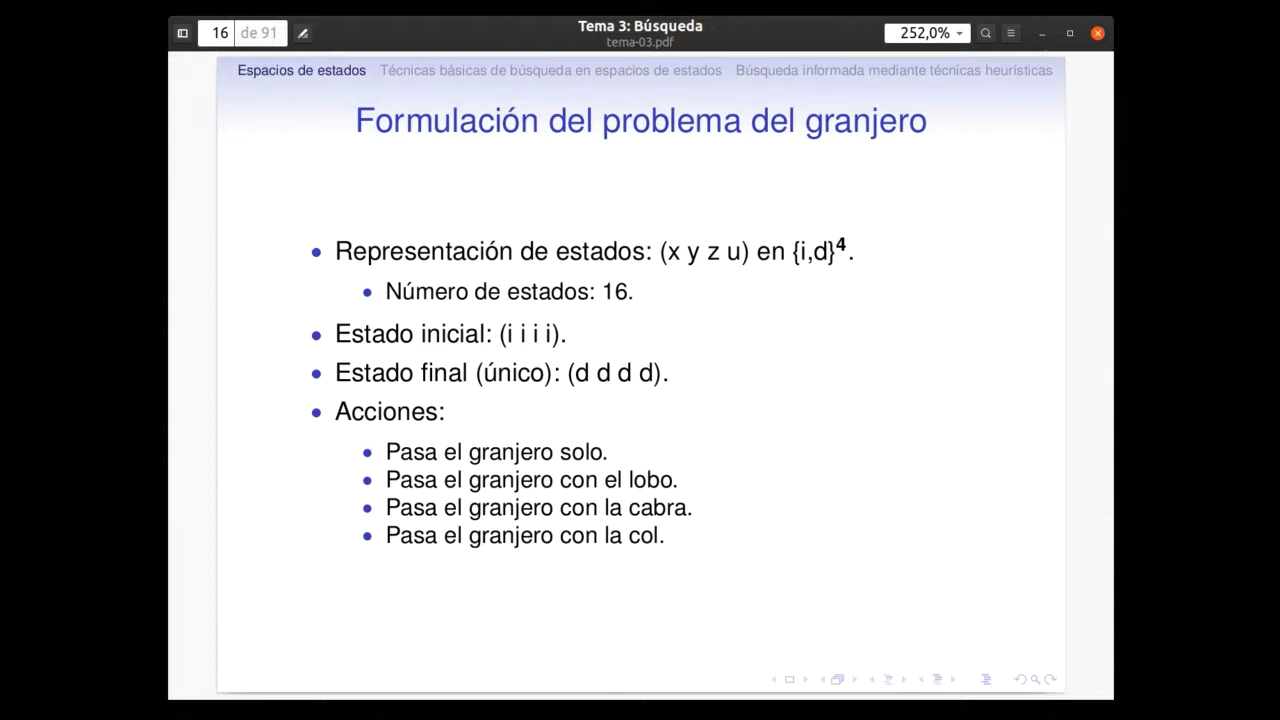 16 de 91
Tema 3: Búsqueda
tema-03.pdf
252,0%
Espacios de estados Técnicas básicas de búsqueda en espacios de estados Búsqueda informada mediante técnicas heurísticas
Formulación del problema del granjero
• Representación de estados: (x y z u) en {i,d}⁴.
• Número de estados: 16.
• Estado inicial: (i i i i).
• Estado final (único): (d d d d).
• Acciones:
• Pasa el granjero solo.
• Pasa el granjero con el lobo.
• Pasa el granjero con la cabra.
• Pasa el granjero con la col.